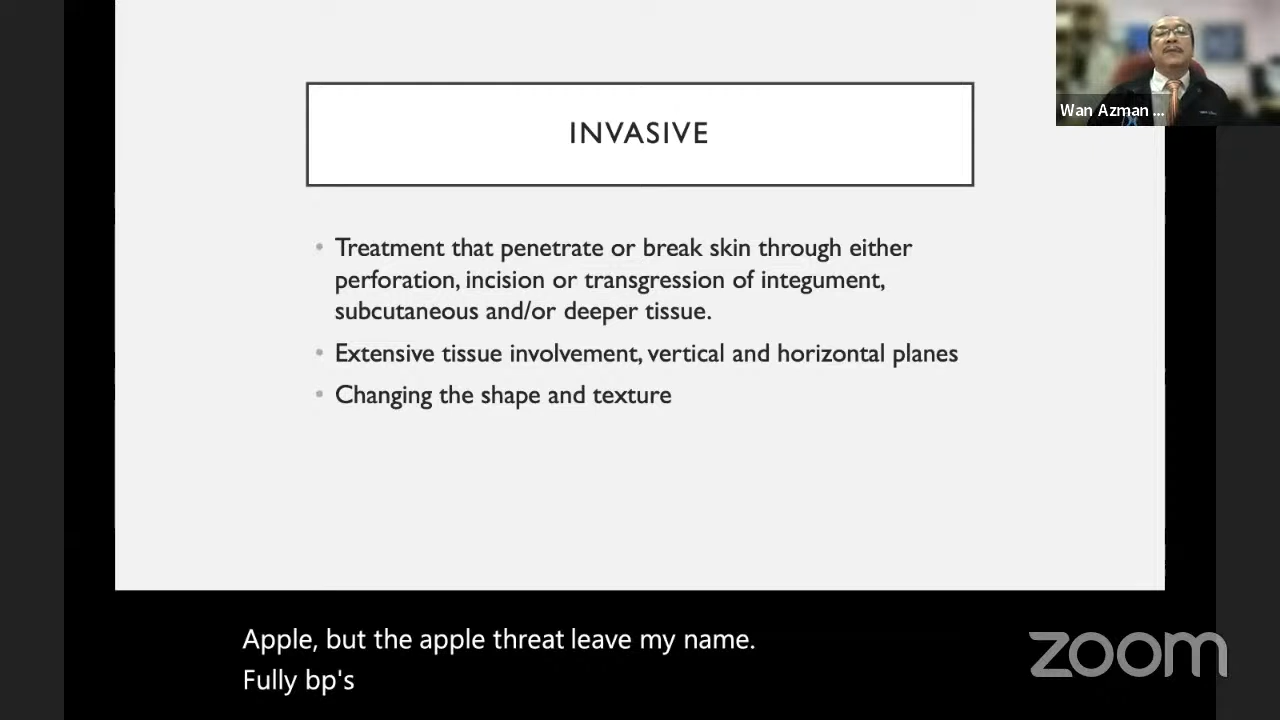 INVASIVE
Wan Azman ...
• Treatment that penetrate or break skin through either
perforation, incision or transgression of integument,
subcutaneous and/or deeper tissue.
• Extensive tissue involvement, vertical and horizontal planes
• Changing the shape and texture
Apple, but the apple threat leave my name.
Fully bp's
zoom